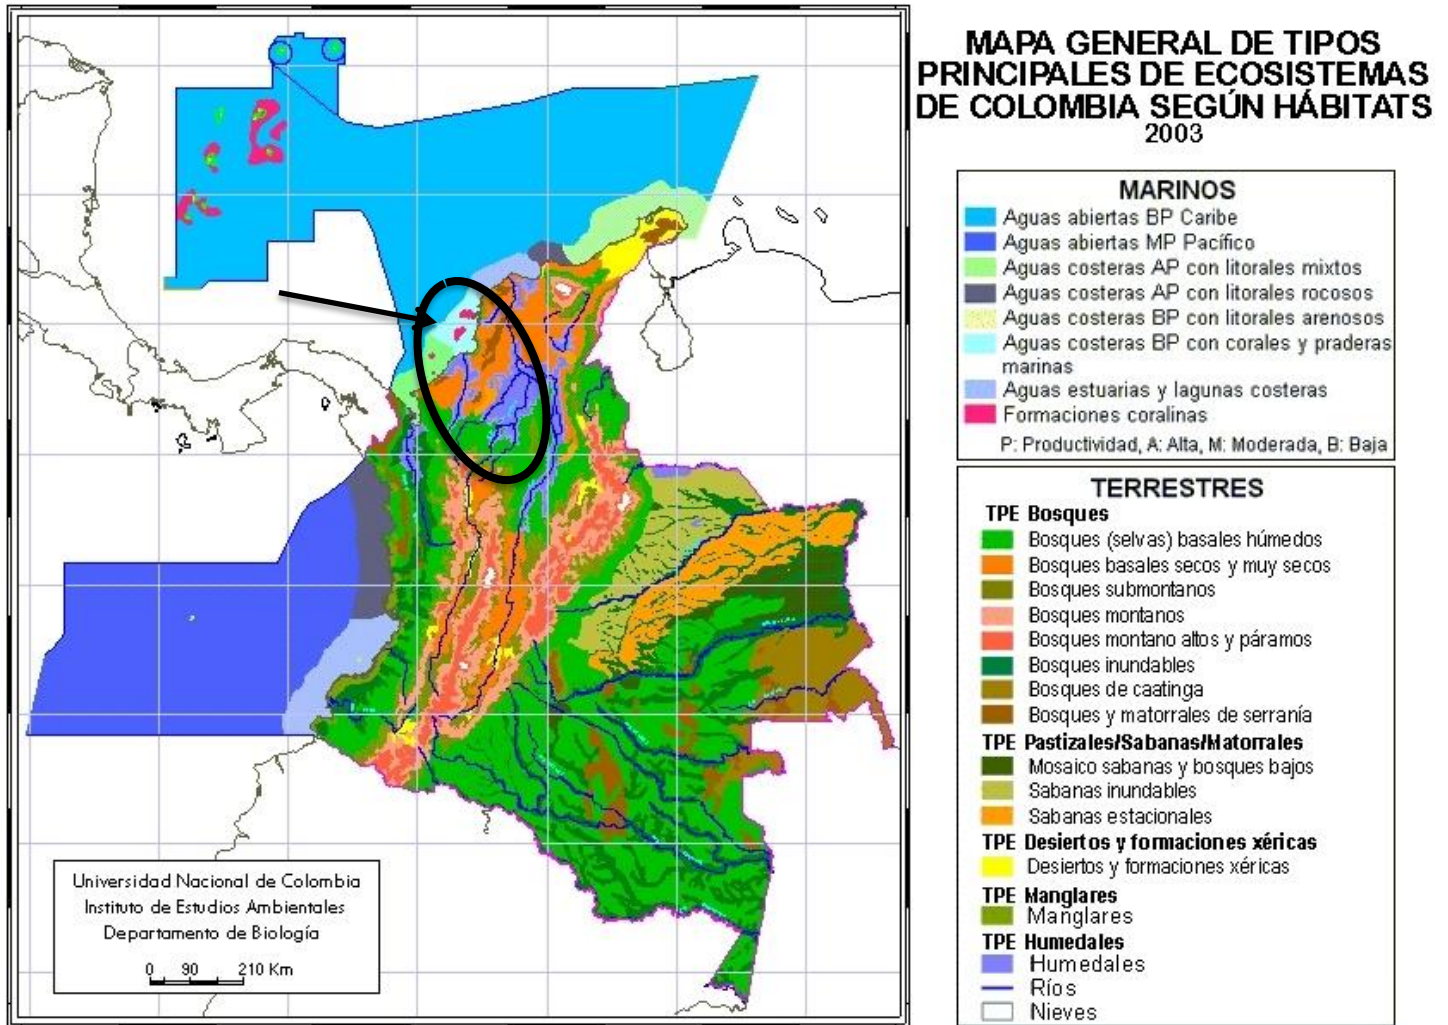 MAPA GENERAL DE TIPOS
PRINCIPALES DE ECOSISTEMAS
DE COLOMBIA SEGÚN HÁBITATS
2003
MARINOS
Aguas abiertas BP Caribe
Aguas abiertas MP Pacífico
Aguas costeras AP con litorales mixtos
Aguas costeras AP con litorales rocosos
Aguas costeras BP con litorales arenosos
Aguas costeras BP con corales y praderas
marinas
Aguas estuarias y lagunas costeras
Formaciones coralinas
P: Productividad, A: Alta, M: Moderada, B: Baja
TERRESTRES
TPE Bosques
Bosques (selvas) basales húmedos
Bosques basales secos y muy secos
Bosques submontanos
Bosques montanos
Bosques montano altos y páramos
Bosques inundables
Bosques de caatinga
Bosques y matorrales de serranía
TPE Pastizales/Sabanas/Matorrales
Mosaico sabanas y bosques bajos
Sabanas inundables
Sabanas estacionales
TPE Desiertos y formaciones xéricas
Desiertos y formaciones xéricas
TPE Manglares
Manglares
TPE Humedales
Humedales
Ríos
Nieves
Universidad Nacional de Colombia
Instituto de Estudios Ambientales
Departamento de Biología
0 90 210 Km